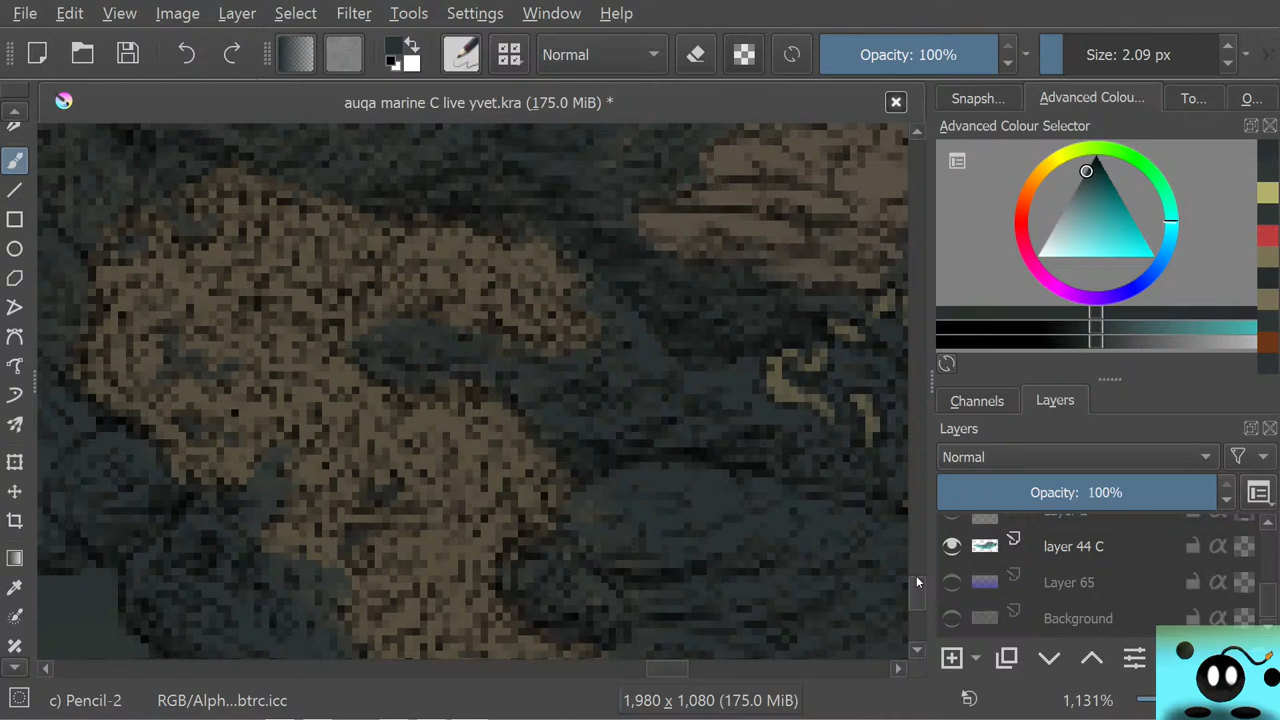 File Edit View Image Layer Select Filter Tools Settings Window Help
Normal Opacity: 100% Size: 2.09 px
auqa marine C live yvet.kra (175.0 MiB) *
Snapsh... Advanced Colou... To... O...
Advanced Colour Selector
Channels Layers
Layers
Normal
Opacity: 100%
layer 44 C
Layer 65
Background
c) Pencil-2 RGB/Alph...btrc.icc 1,980 x 1,080 (175.0 MiB) 1,131%